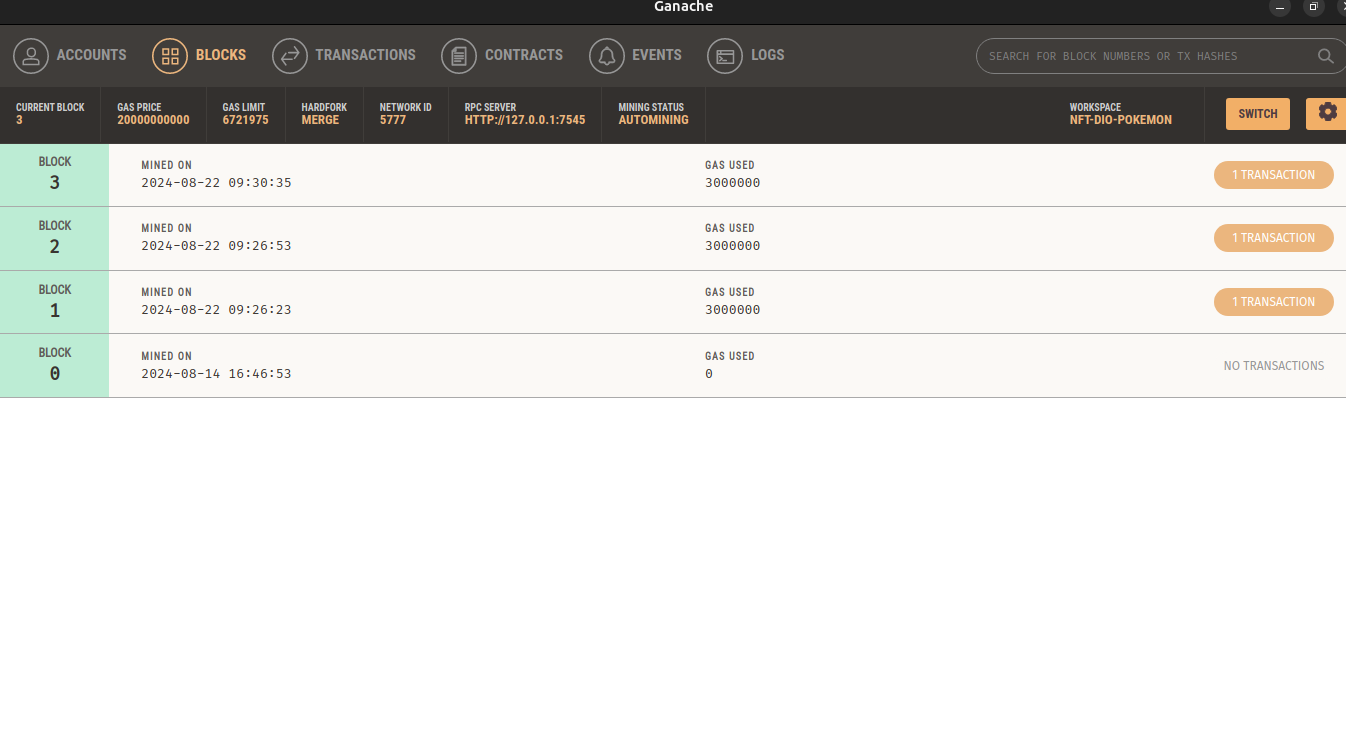 Ganache
ACCOUNTS BLOCKS TRANSACTIONS CONTRACTS EVENTS LOGS SEARCH FOR BLOCK NUMBERS OR TX HASHES
CURRENT BLOCK GAS PRICE GAS LIMIT HARDFORK NETWORK ID RPC SERVER MINING STATUS WORKSPACE
3 20000000000 6721975 MERGE 5777 HTTP://127.0.0.1:7545 AUTOMINING NFT-DIO-POKEMON SWITCH
BLOCK MINED ON GAS USED
3 2024-08-22 09:30:35 3000000 1 TRANSACTION
BLOCK MINED ON GAS USED
2 2024-08-22 09:26:53 3000000 1 TRANSACTION
BLOCK MINED ON GAS USED
1 2024-08-22 09:26:23 3000000 1 TRANSACTION
BLOCK MINED ON GAS USED
0 2024-08-14 16:46:53 0 NO TRANSACTIONS